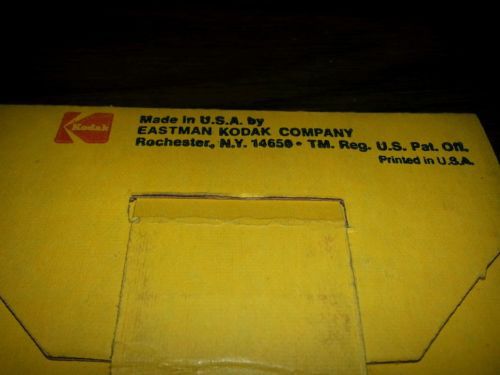 Kodak
Made in U.S.A. by
EASTMAN KODAK COMPANY
Rochester, N.Y. 14650 • TM. Reg. U.S. Pat. Off.
Printed in U.S.A.